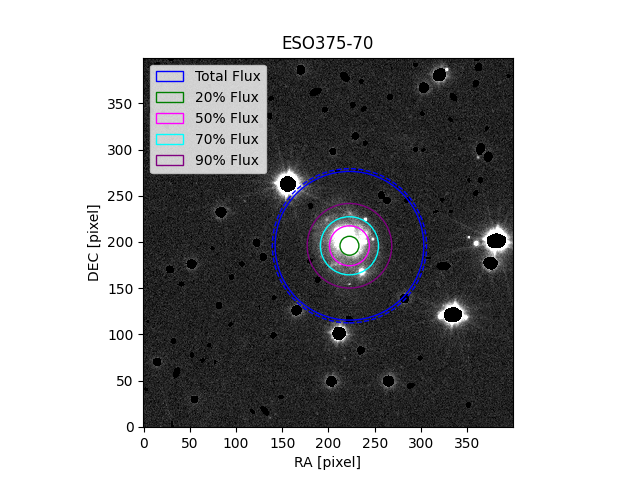 ESO375-70
Total Flux
20% Flux
50% Flux
70% Flux
90% Flux
DEC [pixel]
350
300
250
200
150
100
50
0
0 50 100 150 200 250 300 350
RA [pixel]